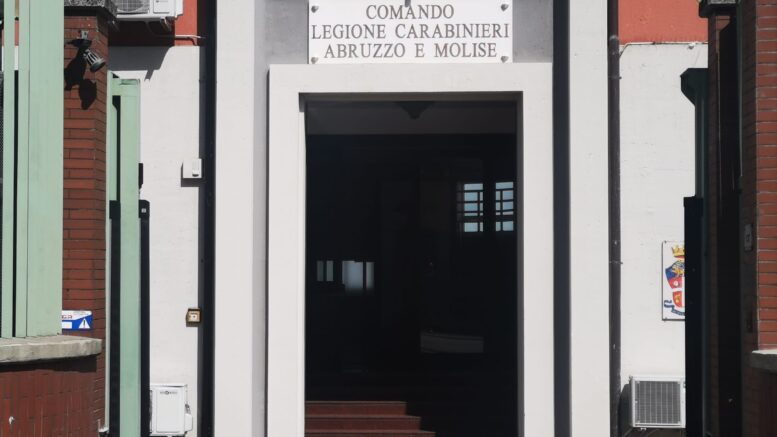 COMANDO
LEGIONE CARABINIERI
ABRUZZO E MOLISE